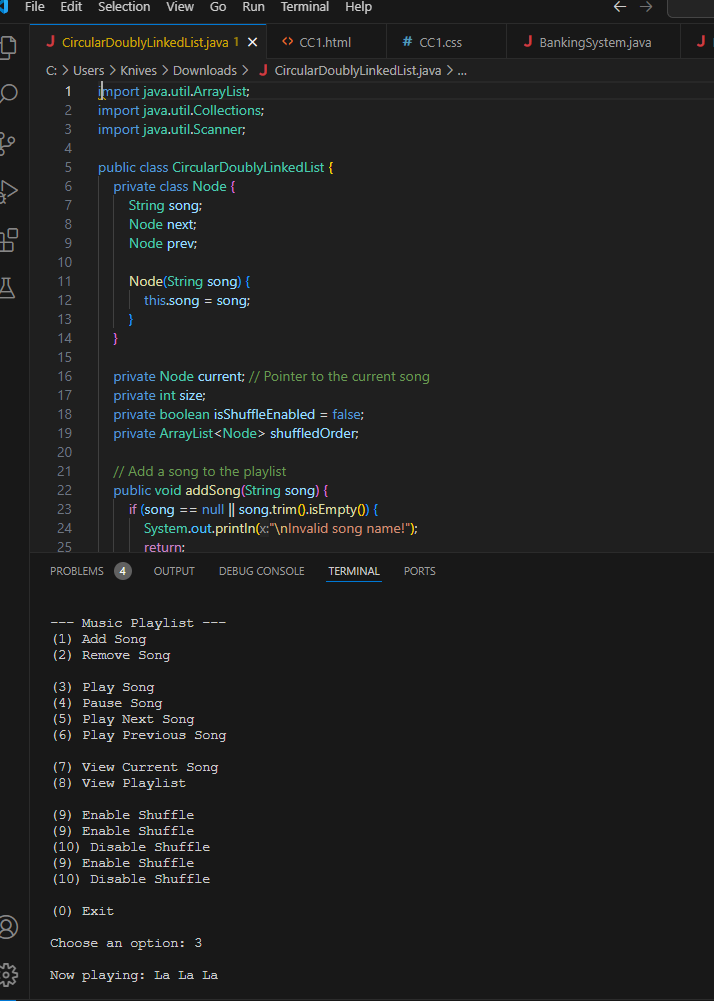 File Edit Selection View Go Run Terminal Help
CircularDoublyLinkedList.java 1 CC1.html CC1.css BankingSystem.java
C: > Users > Knives > Downloads > CircularDoublyLinkedList.java > ...
1 import java.util.ArrayList;
2 import java.util.Collections;
3 import java.util.Scanner;
4
5 public class CircularDoublyLinkedList {
6 private class Node {
7 String song;
8 Node next;
9 Node prev;
10
11 Node(String song) {
12 this.song = song;
13 }
14 }
15
16 private Node current; // Pointer to the current song
17 private int size;
18 private boolean isShuffleEnabled = false;
19 private ArrayList<Node> shuffledOrder;
20
21 // Add a song to the playlist
22 public void addSong(String song) {
23 if (song == null || song.trim().isEmpty()) {
24 System.out.println(x:"\nInvalid song name!");
25 return;
PROBLEMS 4 OUTPUT DEBUG CONSOLE TERMINAL PORTS
--- Music Playlist ---
(1) Add Song
(2) Remove Song
(3) Play Song
(4) Pause Song
(5) Play Next Song
(6) Play Previous Song
(7) View Current Song
(8) View Playlist
(9) Enable Shuffle
(9) Enable Shuffle
(10) Disable Shuffle
(9) Enable Shuffle
(10) Disable Shuffle
(0) Exit
Choose an option: 3
Now playing: La La La